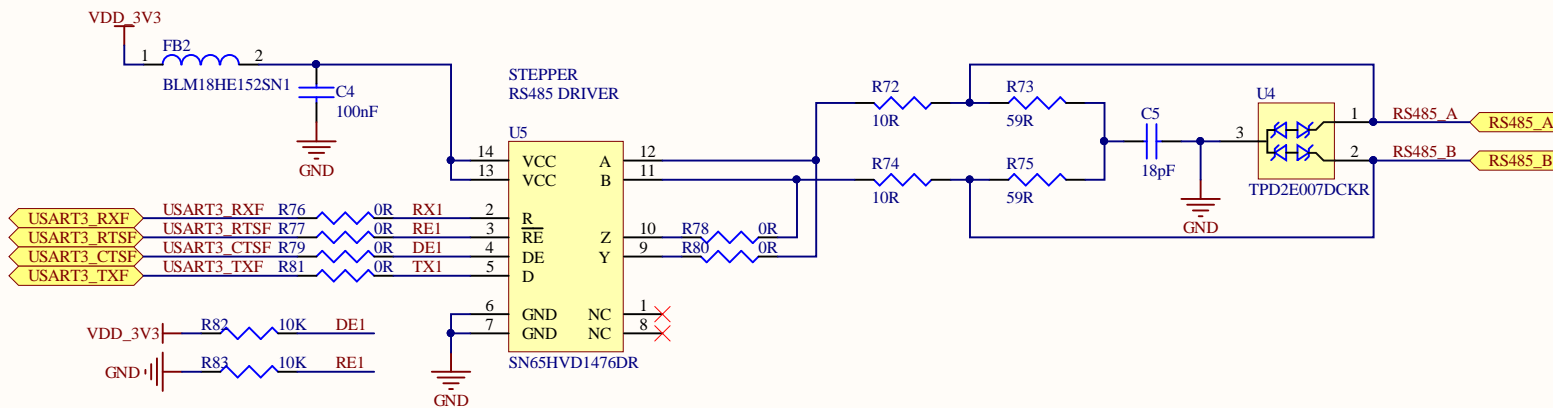 VDD_3V3
1 FB2 2
BLM18HE152SN1
C4
100nF
GND
STEPPER
RS485 DRIVER
U5
14 VCC A 12
13 VCC B 11
2 R
3 RE Z 10
4 DE Y 9
5 D
6 GND NC 1
7 GND NC 8
SN65HVD1476DR
GND
USART3_RXF USART3_RXF R76 0R RX1
USART3_RTSF USART3_RTSF R77 0R RE1
USART3_CTSF USART3_CTSF R79 0R DE1
USART3_TXF USART3_TXF R81 0R TX1
VDD_3V3 R82 10K DE1
GND R83 10K RE1
R78 0R
R80 0R
R72
10R
R73
59R
R74
10R
R75
59R
C5
18pF
GND
U4
3 1 2
TPD2E007DCKR
RS485_A RS485_A
RS485_B RS485_B